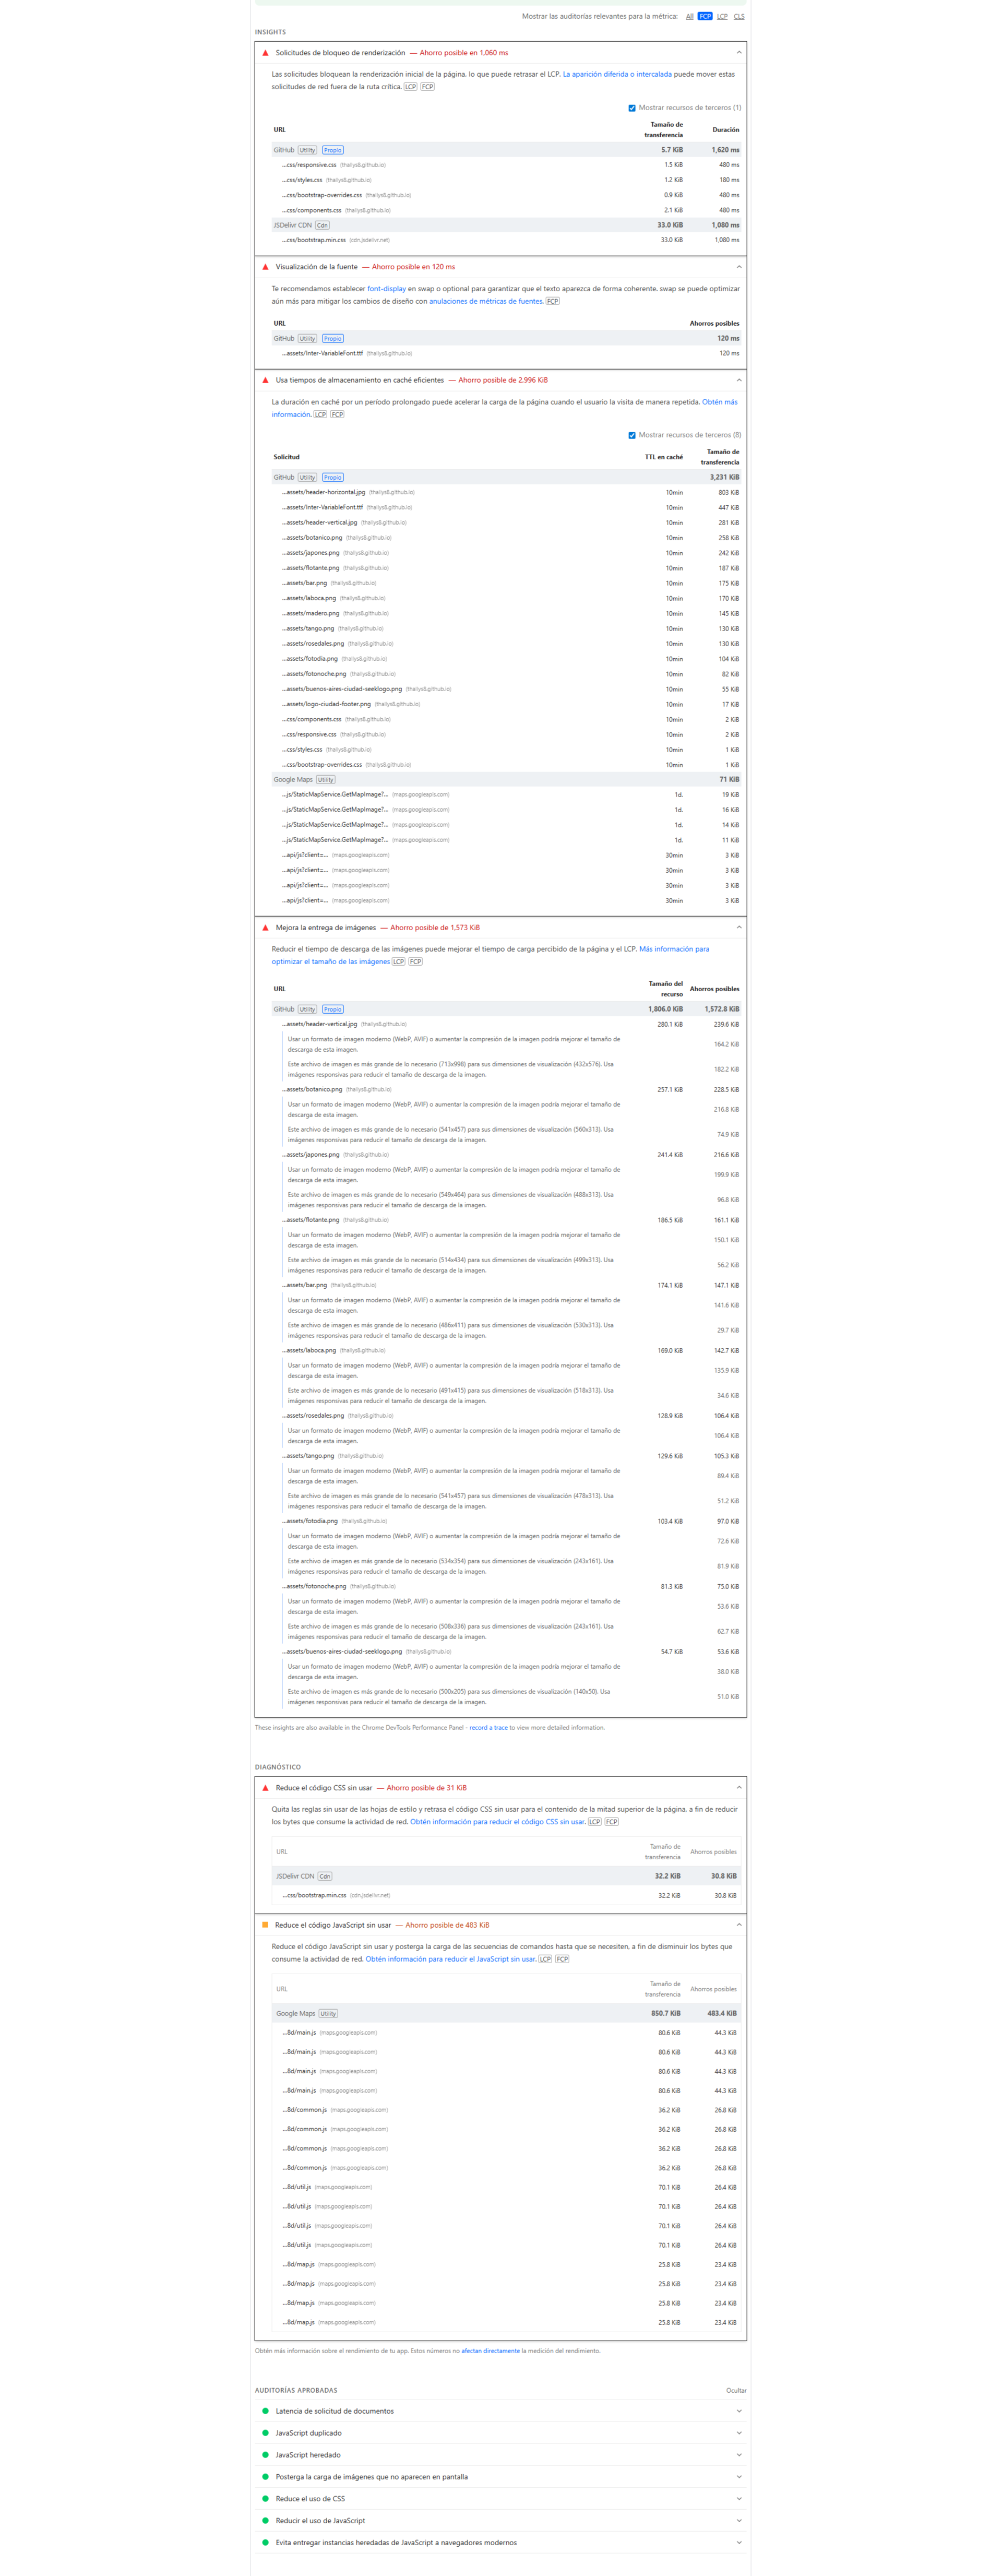 Mostrar las auditorías relevantes para la métrica: All FCP LCP CLS
INSIGHTS
Solicitudes de bloqueo de renderización — Ahorro posible en 1,060 ms
Las solicitudes bloquean la renderización inicial de la página, lo que puede retrasar el LCP. La aparición diferida o intercalada puede mover estas
solicitudes de red fuera de la ruta crítica. LCP FCP
Mostrar recursos de terceros (1)
URL Tamaño de transferencia Duración
GitHub Utility Propio 5.7 KiB 1,620 ms
…css/responsive.css (thailys8.github.io) 1.5 KiB 480 ms
…css/styles.css (thailys8.github.io) 1.2 KiB 180 ms
…css/bootstrap-overrides.css (thailys8.github.io) 0.9 KiB 480 ms
…css/components.css (thailys8.github.io) 2.1 KiB 480 ms
JSDelivr CDN Cdn 33.0 KiB 1,080 ms
…css/bootstrap.min.css (cdn.jsdelivr.net) 33.0 KiB 1,080 ms
Visualización de la fuente — Ahorro posible en 120 ms
Te recomendamos establecer font-display en swap o optional para garantizar que el texto aparezca de forma coherente. swap se puede optimizar
aún más para mitigar los cambios de diseño con anulaciones de métricas de fuentes. FCP
URL Ahorros posibles
GitHub Utility Propio 120 ms
…assets/Inter-VariableFont.ttf (thailys8.github.io) 120 ms
Usa tiempos de almacenamiento en caché eficientes — Ahorro posible de 2,996 KiB
La duración en caché por un período prolongado puede acelerar la carga de la página cuando el usuario la visita de manera repetida. Obtén más
información. LCP FCP
Mostrar recursos de terceros (8)
Solicitud TTL en caché Tamaño de transferencia
GitHub Utility Propio 3,231 KiB
…assets/header-horizontal.jpg (thailys8.github.io) 10min 803 KiB
…assets/Inter-VariableFont.ttf (thailys8.github.io) 10min 447 KiB
…assets/header-vertical.jpg (thailys8.github.io) 10min 281 KiB
…assets/botanico.png (thailys8.github.io) 10min 258 KiB
…assets/japones.png (thailys8.github.io) 10min 242 KiB
…assets/flotante.png (thailys8.github.io) 10min 187 KiB
…assets/bar.png (thailys8.github.io) 10min 175 KiB
…assets/laboca.png (thailys8.github.io) 10min 170 KiB
…assets/madero.png (thailys8.github.io) 10min 145 KiB
…assets/tango.png (thailys8.github.io) 10min 130 KiB
…assets/rosedales.png (thailys8.github.io) 10min 130 KiB
…assets/fotodia.png (thailys8.github.io) 10min 104 KiB
…assets/fotonoche.png (thailys8.github.io) 10min 82 KiB
…assets/buenos-aires-ciudad-seeklogo.png (thailys8.github.io) 10min 55 KiB
…assets/logo-ciudad-footer.png (thailys8.github.io) 10min 17 KiB
…css/components.css (thailys8.github.io) 10min 2 KiB
…css/responsive.css (thailys8.github.io) 10min 2 KiB
…css/styles.css (thailys8.github.io) 10min 1 KiB
…css/bootstrap-overrides.css (thailys8.github.io) 10min 1 KiB
Google Maps Utility 71 KiB
…js/StaticMapService.GetMapImage?… (maps.googleapis.com) 1d. 19 KiB
…js/StaticMapService.GetMapImage?… (maps.googleapis.com) 1d. 16 KiB
…js/StaticMapService.GetMapImage?… (maps.googleapis.com) 1d. 14 KiB
…js/StaticMapService.GetMapImage?… (maps.googleapis.com) 1d. 11 KiB
…api/js?client=… (maps.googleapis.com) 30min 3 KiB
…api/js?client=… (maps.googleapis.com) 30min 3 KiB
…api/js?client=… (maps.googleapis.com) 30min 3 KiB
…api/js?client=… (maps.googleapis.com) 30min 3 KiB
Mejora la entrega de imágenes — Ahorro posible de 1,573 KiB
Reducir el tiempo de descarga de las imágenes puede mejorar el tiempo de carga percibido de la página y el LCP. Más información para
optimizar el tamaño de las imágenes LCP FCP
URL Tamaño del recurso Ahorros posibles
GitHub Utility Propio 1,806.0 KiB 1,572.8 KiB
…assets/header-vertical.jpg (thailys8.github.io) 280.1 KiB 239.6 KiB
Usar un formato de imagen moderno (WebP, AVIF) o aumentar la compresión de la imagen podría mejorar el tamaño de
descarga de esta imagen. 164.2 KiB
Este archivo de imagen es más grande de lo necesario (713x998) para sus dimensiones de visualización (432x576). Usa
imágenes responsivas para reducir el tamaño de descarga de la imagen. 182.2 KiB
…assets/botanico.png (thailys8.github.io) 257.1 KiB 228.5 KiB
Usar un formato de imagen moderno (WebP, AVIF) o aumentar la compresión de la imagen podría mejorar el tamaño de
descarga de esta imagen. 216.8 KiB
Este archivo de imagen es más grande de lo necesario (541x457) para sus dimensiones de visualización (560x313). Usa
imágenes responsivas para reducir el tamaño de descarga de la imagen. 74.9 KiB
…assets/japones.png (thailys8.github.io) 241.4 KiB 216.6 KiB
Usar un formato de imagen moderno (WebP, AVIF) o aumentar la compresión de la imagen podría mejorar el tamaño de
descarga de esta imagen. 199.9 KiB
Este archivo de imagen es más grande de lo necesario (549x464) para sus dimensiones de visualización (488x313). Usa
imágenes responsivas para reducir el tamaño de descarga de la imagen. 96.8 KiB
…assets/flotante.png (thailys8.github.io) 186.5 KiB 161.1 KiB
Usar un formato de imagen moderno (WebP, AVIF) o aumentar la compresión de la imagen podría mejorar el tamaño de
descarga de esta imagen. 150.1 KiB
Este archivo de imagen es más grande de lo necesario (514x434) para sus dimensiones de visualización (499x313). Usa
imágenes responsivas para reducir el tamaño de descarga de la imagen. 56.2 KiB
…assets/bar.png (thailys8.github.io) 174.1 KiB 147.1 KiB
Usar un formato de imagen moderno (WebP, AVIF) o aumentar la compresión de la imagen podría mejorar el tamaño de
descarga de esta imagen. 141.6 KiB
Este archivo de imagen es más grande de lo necesario (486x411) para sus dimensiones de visualización (530x313). Usa
imágenes responsivas para reducir el tamaño de descarga de la imagen. 29.7 KiB
…assets/laboca.png (thailys8.github.io) 169.0 KiB 142.7 KiB
Usar un formato de imagen moderno (WebP, AVIF) o aumentar la compresión de la imagen podría mejorar el tamaño de
descarga de esta imagen. 135.9 KiB
Este archivo de imagen es más grande de lo necesario (491x415) para sus dimensiones de visualización (518x313). Usa
imágenes responsivas para reducir el tamaño de descarga de la imagen. 34.6 KiB
…assets/rosedales.png (thailys8.github.io) 128.9 KiB 106.4 KiB
Usar un formato de imagen moderno (WebP, AVIF) o aumentar la compresión de la imagen podría mejorar el tamaño de
descarga de esta imagen. 106.4 KiB
…assets/tango.png (thailys8.github.io) 129.6 KiB 105.3 KiB
Usar un formato de imagen moderno (WebP, AVIF) o aumentar la compresión de la imagen podría mejorar el tamaño de
descarga de esta imagen. 89.4 KiB
Este archivo de imagen es más grande de lo necesario (541x457) para sus dimensiones de visualización (478x313). Usa
imágenes responsivas para reducir el tamaño de descarga de la imagen. 51.2 KiB
…assets/fotodia.png (thailys8.github.io) 103.4 KiB 97.0 KiB
Usar un formato de imagen moderno (WebP, AVIF) o aumentar la compresión de la imagen podría mejorar el tamaño de
descarga de esta imagen. 72.6 KiB
Este archivo de imagen es más grande de lo necesario (534x354) para sus dimensiones de visualización (243x161). Usa
imágenes responsivas para reducir el tamaño de descarga de la imagen. 81.9 KiB
…assets/fotonoche.png (thailys8.github.io) 81.3 KiB 75.0 KiB
Usar un formato de imagen moderno (WebP, AVIF) o aumentar la compresión de la imagen podría mejorar el tamaño de
descarga de esta imagen. 53.6 KiB
Este archivo de imagen es más grande de lo necesario (508x336) para sus dimensiones de visualización (243x161). Usa
imágenes responsivas para reducir el tamaño de descarga de la imagen. 62.7 KiB
…assets/buenos-aires-ciudad-seeklogo.png (thailys8.github.io) 54.7 KiB 53.6 KiB
Usar un formato de imagen moderno (WebP, AVIF) o aumentar la compresión de la imagen podría mejorar el tamaño de
descarga de esta imagen. 38.0 KiB
Este archivo de imagen es más grande de lo necesario (500x205) para sus dimensiones de visualización (140x50). Usa
imágenes responsivas para reducir el tamaño de descarga de la imagen. 51.0 KiB
These insights are also available in the Chrome DevTools Performance Panel - record a trace to view more detailed information.
DIAGNÓSTICO
Reduce el código CSS sin usar — Ahorro posible de 31 KiB
Quita las reglas sin usar de las hojas de estilo y retrasa el código CSS sin usar para el contenido de la mitad superior de la página, a fin de reducir
los bytes que consume la actividad de red. Obtén información para reducir el código CSS sin usar. LCP FCP
URL Tamaño de transferencia Ahorros posibles
JSDelivr CDN Cdn 32.2 KiB 30.8 KiB
…css/bootstrap.min.css (cdn.jsdelivr.net) 32.2 KiB 30.8 KiB
Reduce el código JavaScript sin usar — Ahorro posible de 483 KiB
Reduce el código JavaScript sin usar y posterga la carga de las secuencias de comandos hasta que se necesiten, a fin de disminuir los bytes que
consume la actividad de red. Obtén información para reducir el JavaScript sin usar. LCP FCP
URL Tamaño de transferencia Ahorros posibles
Google Maps Utility 850.7 KiB 483.4 KiB
…8d/main.js (maps.googleapis.com) 80.6 KiB 44.3 KiB
…8d/main.js (maps.googleapis.com) 80.6 KiB 44.3 KiB
…8d/main.js (maps.googleapis.com) 80.6 KiB 44.3 KiB
…8d/main.js (maps.googleapis.com) 80.6 KiB 44.3 KiB
…8d/common.js (maps.googleapis.com) 36.2 KiB 26.8 KiB
…8d/common.js (maps.googleapis.com) 36.2 KiB 26.8 KiB
…8d/common.js (maps.googleapis.com) 36.2 KiB 26.8 KiB
…8d/common.js (maps.googleapis.com) 36.2 KiB 26.8 KiB
…8d/util.js (maps.googleapis.com) 70.1 KiB 26.4 KiB
…8d/util.js (maps.googleapis.com) 70.1 KiB 26.4 KiB
…8d/util.js (maps.googleapis.com) 70.1 KiB 26.4 KiB
…8d/util.js (maps.googleapis.com) 70.1 KiB 26.4 KiB
…8d/map.js (maps.googleapis.com) 25.8 KiB 23.4 KiB
…8d/map.js (maps.googleapis.com) 25.8 KiB 23.4 KiB
…8d/map.js (maps.googleapis.com) 25.8 KiB 23.4 KiB
…8d/map.js (maps.googleapis.com) 25.8 KiB 23.4 KiB
Obtén más información sobre el rendimiento de tu app. Estos números no afectan directamente la medición del rendimiento.
AUDITORÍAS APROBADAS Ocultar
Latencia de solicitud de documentos
JavaScript duplicado
JavaScript heredado
Posterga la carga de imágenes que no aparecen en pantalla
Reduce el uso de CSS
Reducir el uso de JavaScript
Evita entregar instancias heredadas de JavaScript a navegadores modernos